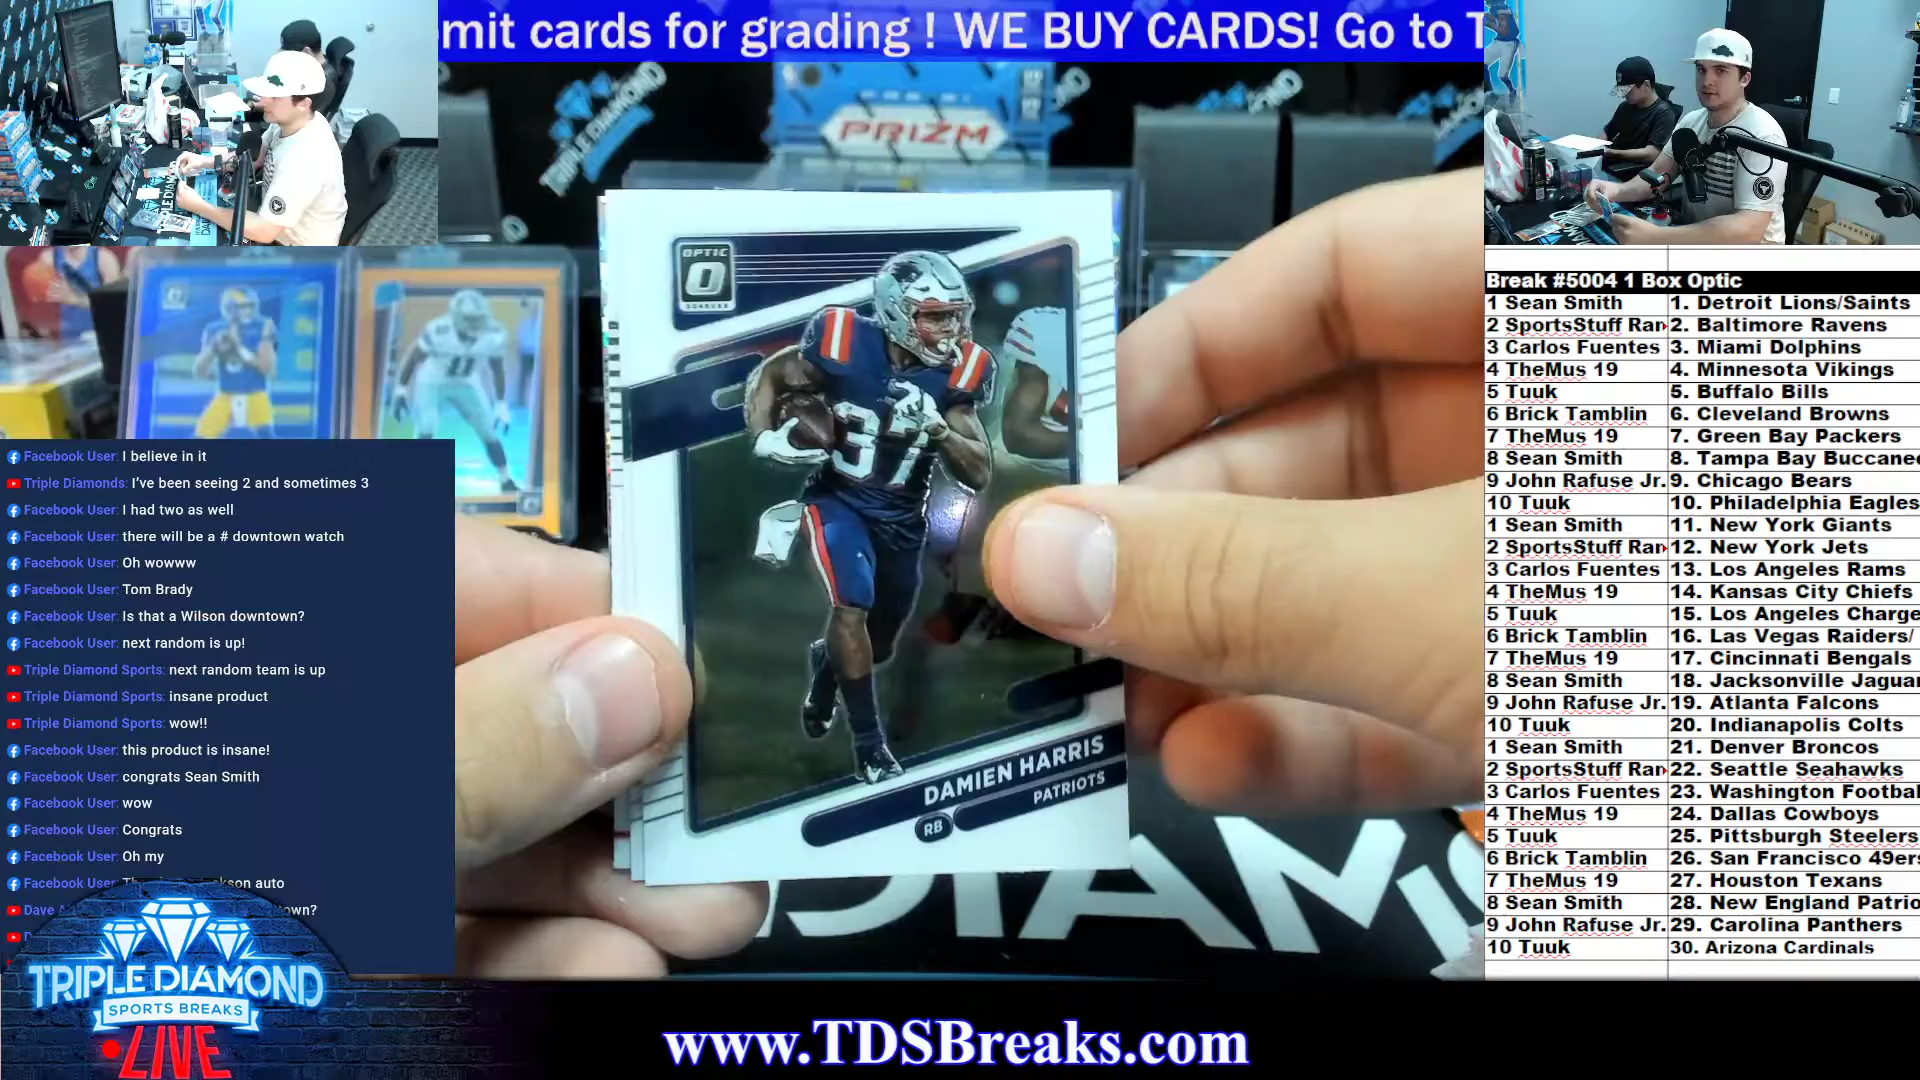 mit cards for grading ! WE BUY CARDS! Go to T
PRIZM
TRIPLE DIAMOND
OPTIC
DONRUSS
37
DAMIEN HARRIS
PATRIOTS
RB
Facebook User: I believe in it
Triple Diamonds: I've been seeing 2 and sometimes 3
Facebook User: I had two as well
Facebook User: there will be a # downtown watch
Facebook User: Oh wowww
Facebook User: Tom Brady
Facebook User: Is that a Wilson downtown?
Facebook User: next random is up!
Triple Diamond Sports: next random team is up
Triple Diamond Sports: insane product
Triple Diamond Sports: wow!!
Facebook User: this product is insane!
Facebook User: congrats Sean Smith
Facebook User: wow
Facebook User: Congrats
Facebook User: Oh my
Facebook User: kson auto
Dave own?
TRIPLE DIAMOND
SPORTS BREAKS
LIVE
www.TDSBreaks.com
Break #5004 1 Box Optic
1 Sean Smith 1. Detroit Lions/Saints
2 SportsStuff Ran 2. Baltimore Ravens
3 Carlos Fuentes 3. Miami Dolphins
4 TheMus 19 4. Minnesota Vikings
5 Tuuk 5. Buffalo Bills
6 Brick Tamblin 6. Cleveland Browns
7 TheMus 19 7. Green Bay Packers
8 Sean Smith 8. Tampa Bay Buccanee
9 John Rafuse Jr. 9. Chicago Bears
10 Tuuk 10. Philadelphia Eagles
1 Sean Smith 11. New York Giants
2 SportsStuff Ran 12. New York Jets
3 Carlos Fuentes 13. Los Angeles Rams
4 TheMus 19 14. Kansas City Chiefs
5 Tuuk 15. Los Angeles Charge
6 Brick Tamblin 16. Las Vegas Raiders/
7 TheMus 19 17. Cincinnati Bengals
8 Sean Smith 18. Jacksonville Jaguar
9 John Rafuse Jr. 19. Atlanta Falcons
10 Tuuk 20. Indianapolis Colts
1 Sean Smith 21. Denver Broncos
2 SportsStuff Ran 22. Seattle Seahawks
3 Carlos Fuentes 23. Washington Footbal
4 TheMus 19 24. Dallas Cowboys
5 Tuuk 25. Pittsburgh Steelers
6 Brick Tamblin 26. San Francisco 49ers
7 TheMus 19 27. Houston Texans
8 Sean Smith 28. New England Patrio
9 John Rafuse Jr. 29. Carolina Panthers
10 Tuuk 30. Arizona Cardinals